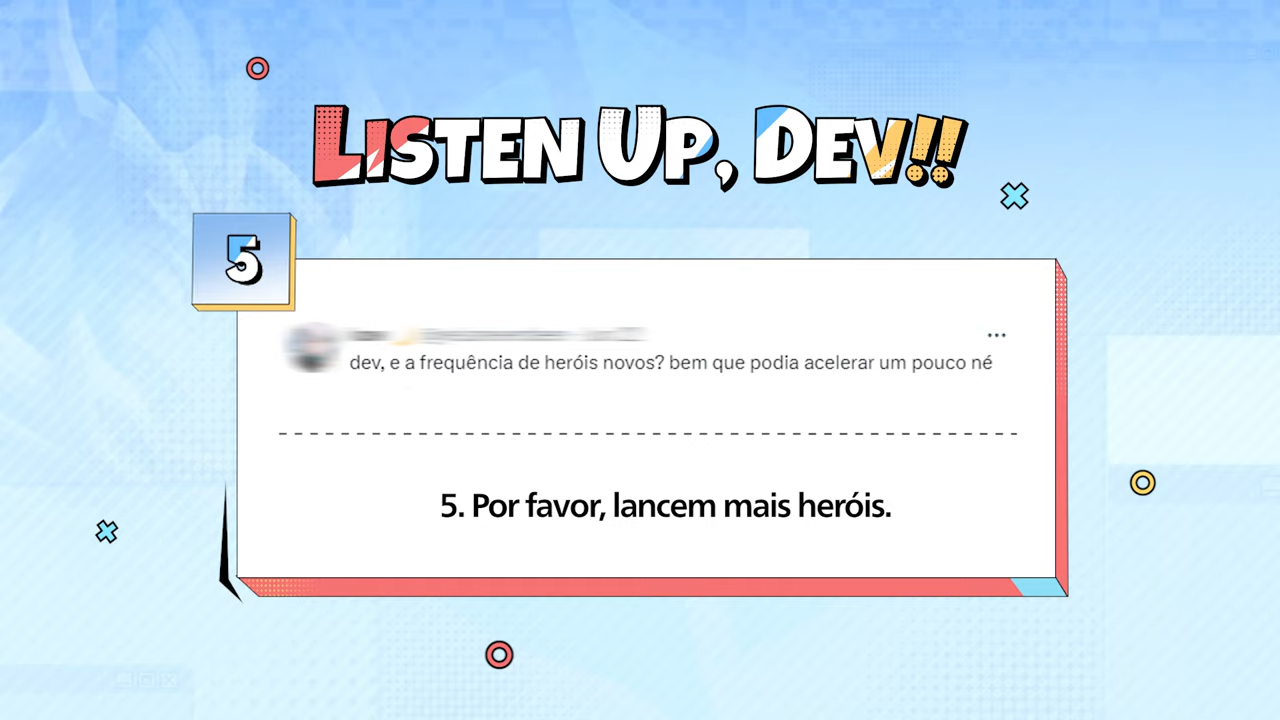 LISTEN UP, DEV!!
5
dev, e a frequência de heróis novos? bem que podia acelerar um pouco né
5. Por favor, lancem mais heróis.